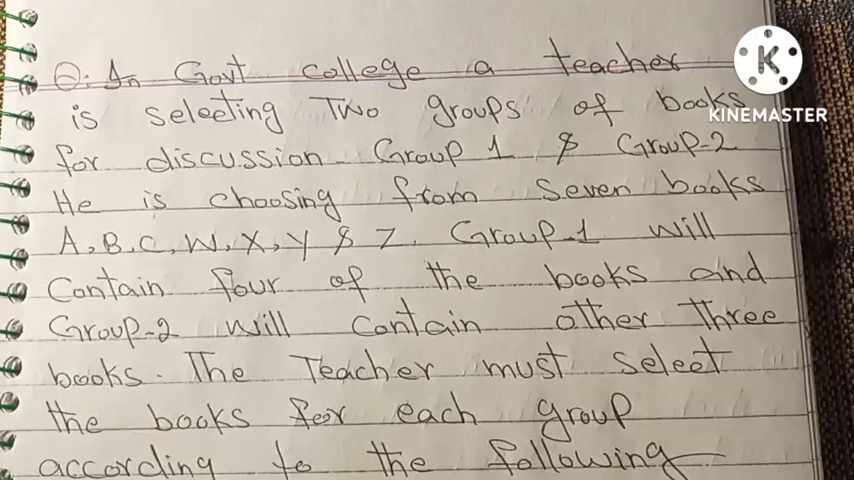 Q: In Govt college a teacher
is selecting Two groups of books
for discussion. Group 1 & Group-2
He is choosing from seven books
A, B, C, W, X, Y & Z. Group-1 will
Contain four of the books and
Group-2 will contain other three
books. The Teacher must select
the books for each group
according to the following
KINEMASTER